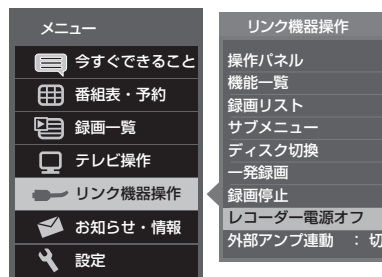 メニュー
今すぐできること
番組表・予約
録画一覧
テレビ操作
リンク機器操作
お知らせ・情報
設定
リンク機器操作
操作パネル
機能一覧
録画リスト
サブメニュー
ディスク切換
一発録画
録画停止
レコーダー電源オフ
外部アンプ連動 ：切